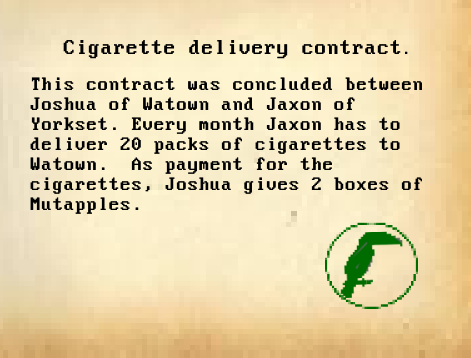 Cigarette delivery contract.
This contract was concluded between
Joshua of Watown and Jaxon of
Yorkset. Every month Jaxon has to
deliver 20 packs of cigarettes to
Watown.  As payment for the
cigarettes, Joshua gives 2 boxes of
Mutapples.